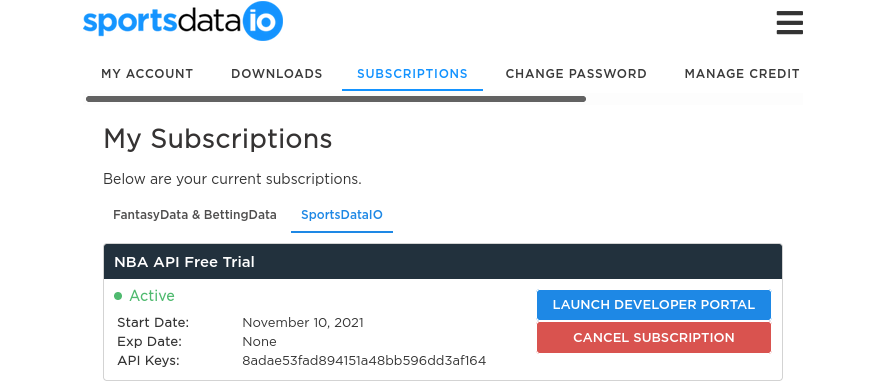 sportsdataio
MY ACCOUNT DOWNLOADS SUBSCRIPTIONS CHANGE PASSWORD MANAGE CREDIT
My Subscriptions
Below are your current subscriptions.
FantasyData & BettingData SportsDataIO
NBA API Free Trial
Active
LAUNCH DEVELOPER PORTAL
Start Date: November 10, 2021
CANCEL SUBSCRIPTION
Exp Date: None
API Keys: 8adae53fad894151a48bb596dd3af164